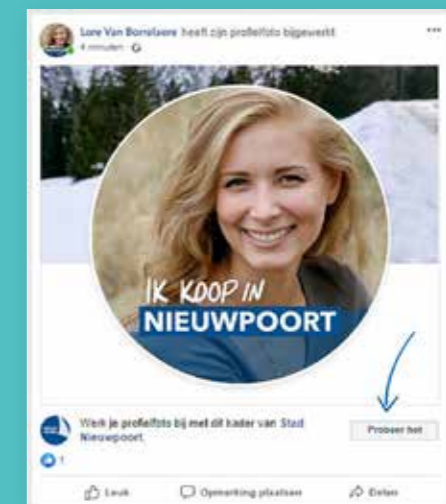 Lore Van Borrelaere heeft zijn profielfoto bijgewerkt
4 minuten
IK KOOP IN
NIEUWPOORT
Werk je profielfoto bij met dit kader van Stad
Nieuwpoort.
Probeer het
1
Leuk
Opmerking plaatsen
Delen